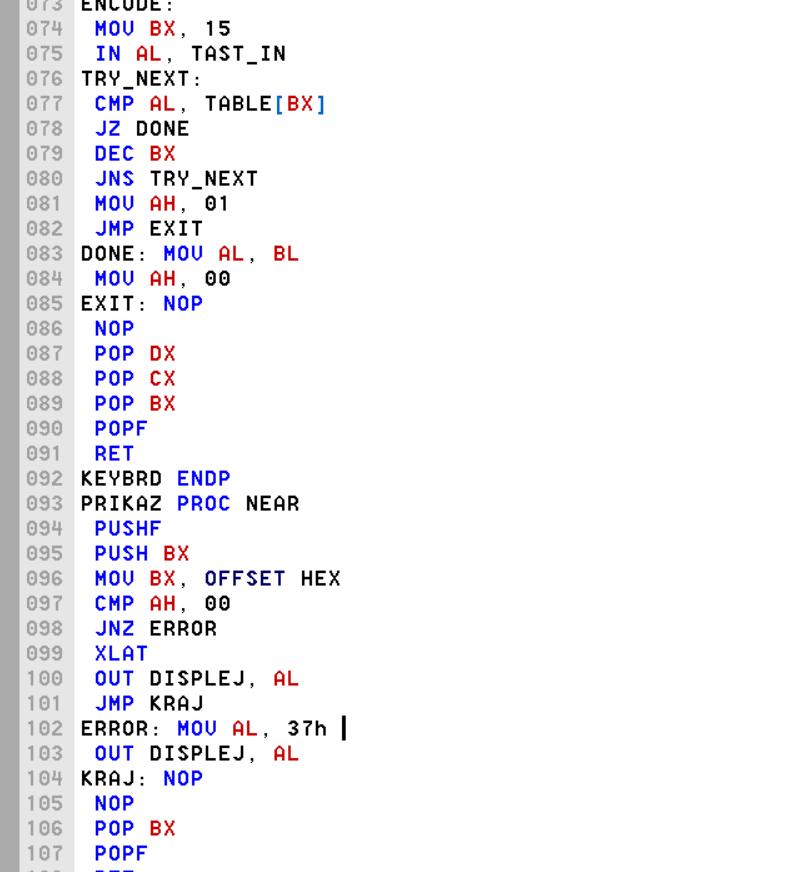 073 ENCODE:
074 MOV BX, 15
075 IN AL, TAST_IN
076 TRY_NEXT:
077 CMP AL, TABLE[BX]
078 JZ DONE
079 DEC BX
080 JNS TRY_NEXT
081 MOV AH, 01
082 JMP EXIT
083 DONE: MOV AL, BL
084 MOV AH, 00
085 EXIT: NOP
086 NOP
087 POP DX
088 POP CX
089 POP BX
090 POPF
091 RET
092 KEYBRD ENDP
093 PRIKAZ PROC NEAR
094 PUSHF
095 PUSH BX
096 MOV BX, OFFSET HEX
097 CMP AH, 00
098 JNZ ERROR
099 XLAT
100 OUT DISPLEJ, AL
101 JMP KRAJ
102 ERROR: MOV AL, 37h
103 OUT DISPLEJ, AL
104 KRAJ: NOP
105 NOP
106 POP BX
107 POPF